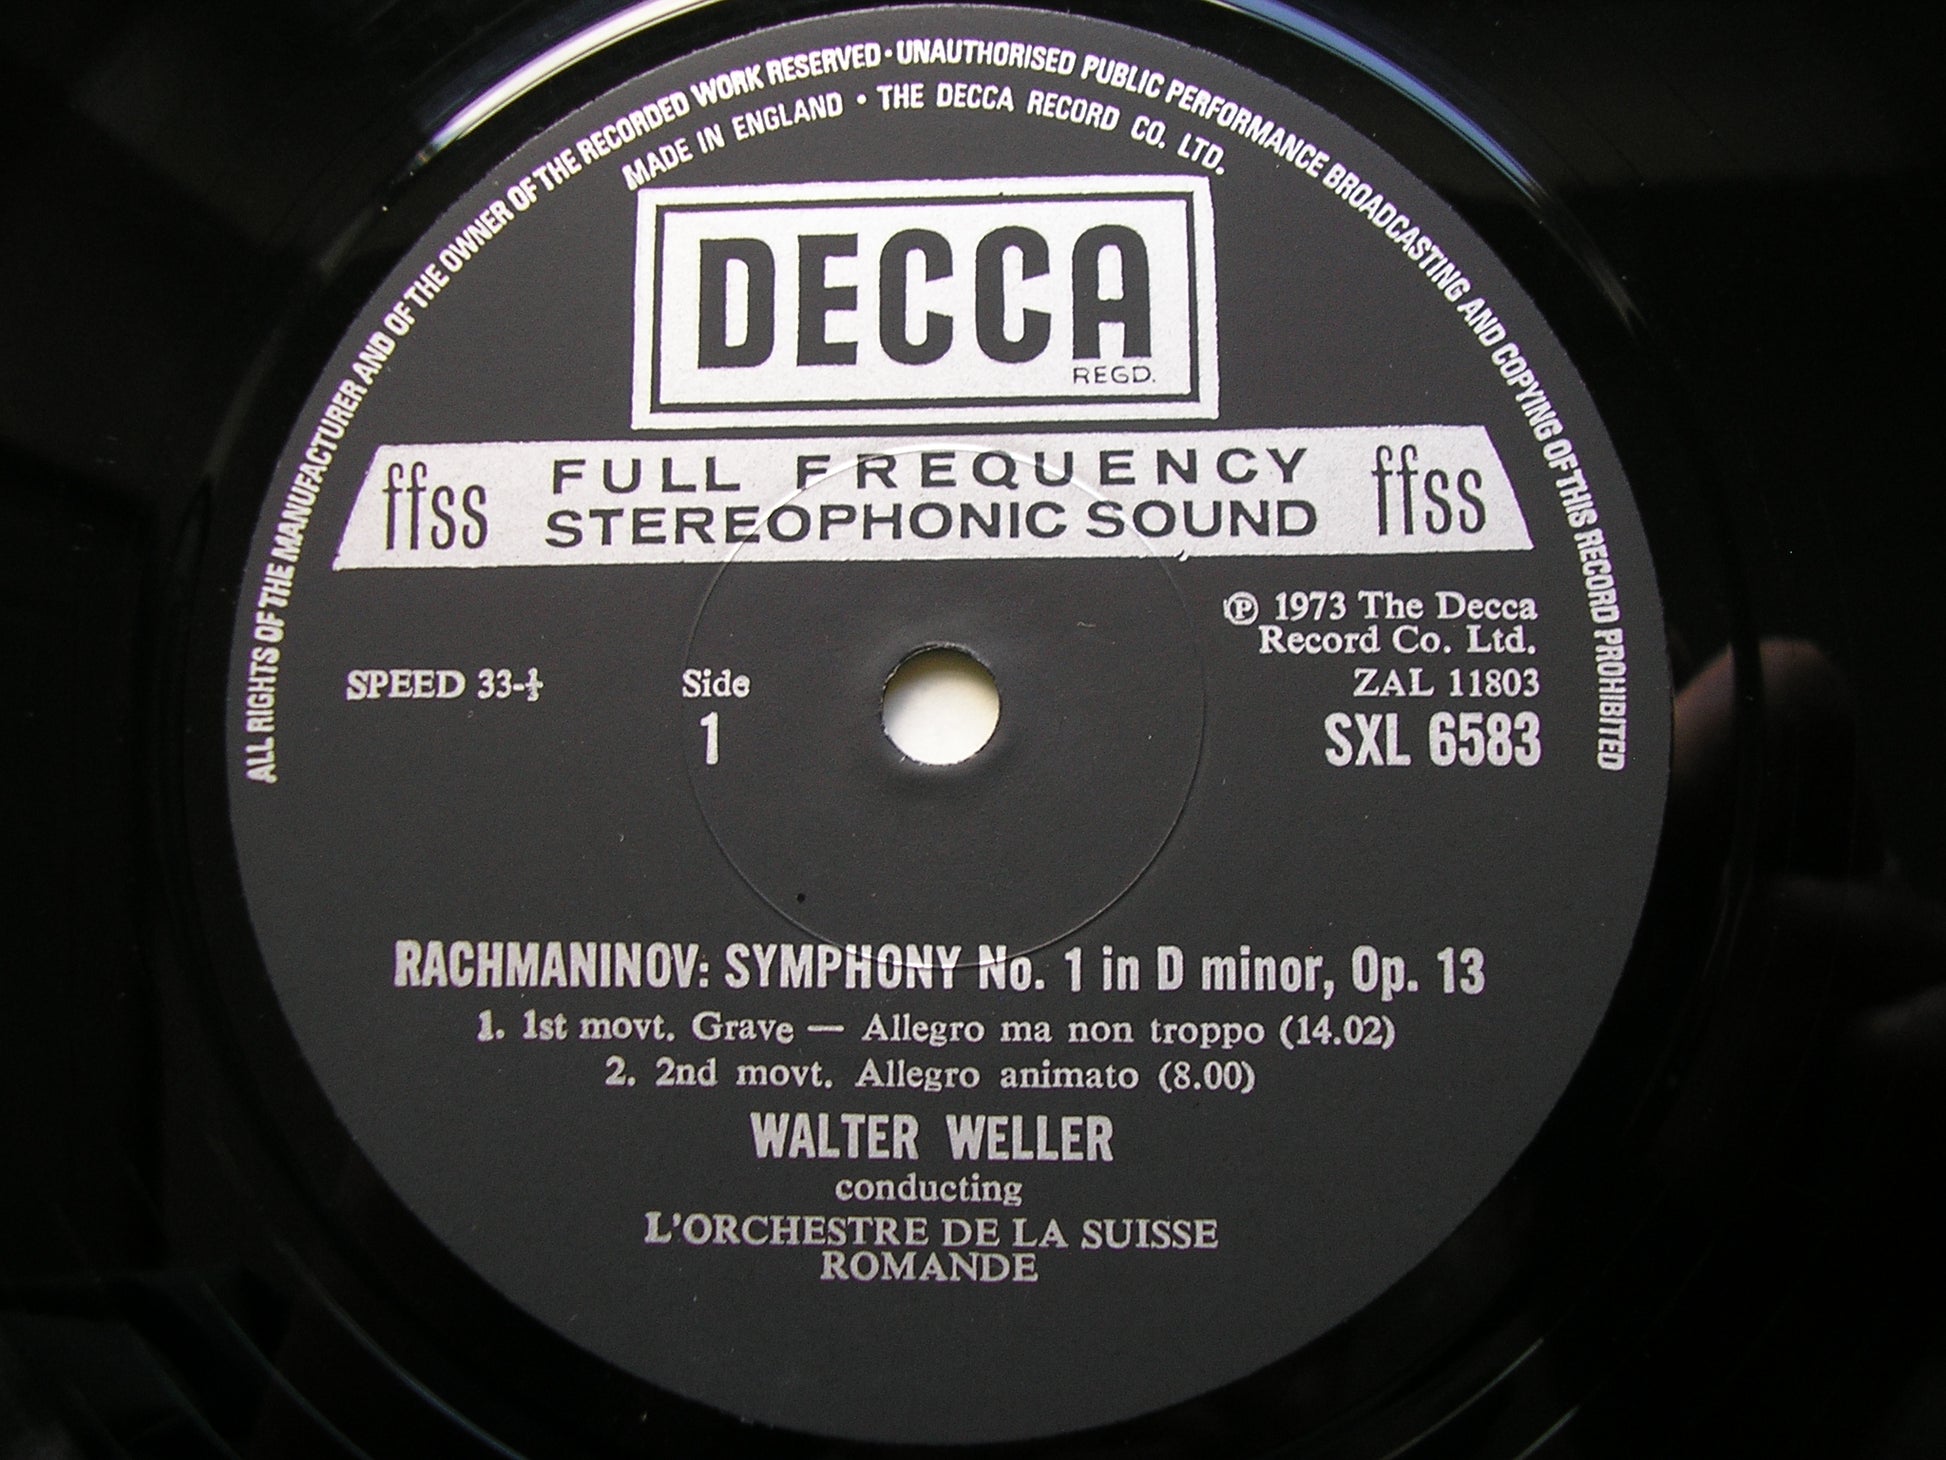 ALL RIGHTS OF THE MANUFACTURER AND OF THE OWNER OF THE RECORDED WORK RESERVED · UNAUTHORISED PUBLIC PERFORMANCE BROADCASTING AND COPYING OF THIS RECORD PROHIBITED
MADE IN ENGLAND • THE DECCA RECORD CO. LTD.
DECCA
REGD.
ffss FULL FREQUENCY ffss
STEREOPHONIC SOUND
℗ 1973 The Decca
Record Co. Ltd.
SPEED 33-⅓ Side ZAL 11803
1 SXL 6583
RACHMANINOV: SYMPHONY No. 1 in D minor, Op. 13
1. 1st movt. Grave — Allegro ma non troppo (14.02)
2. 2nd movt. Allegro animato (8.00)
WALTER WELLER
conducting
L'ORCHESTRE DE LA SUISSE
ROMANDE